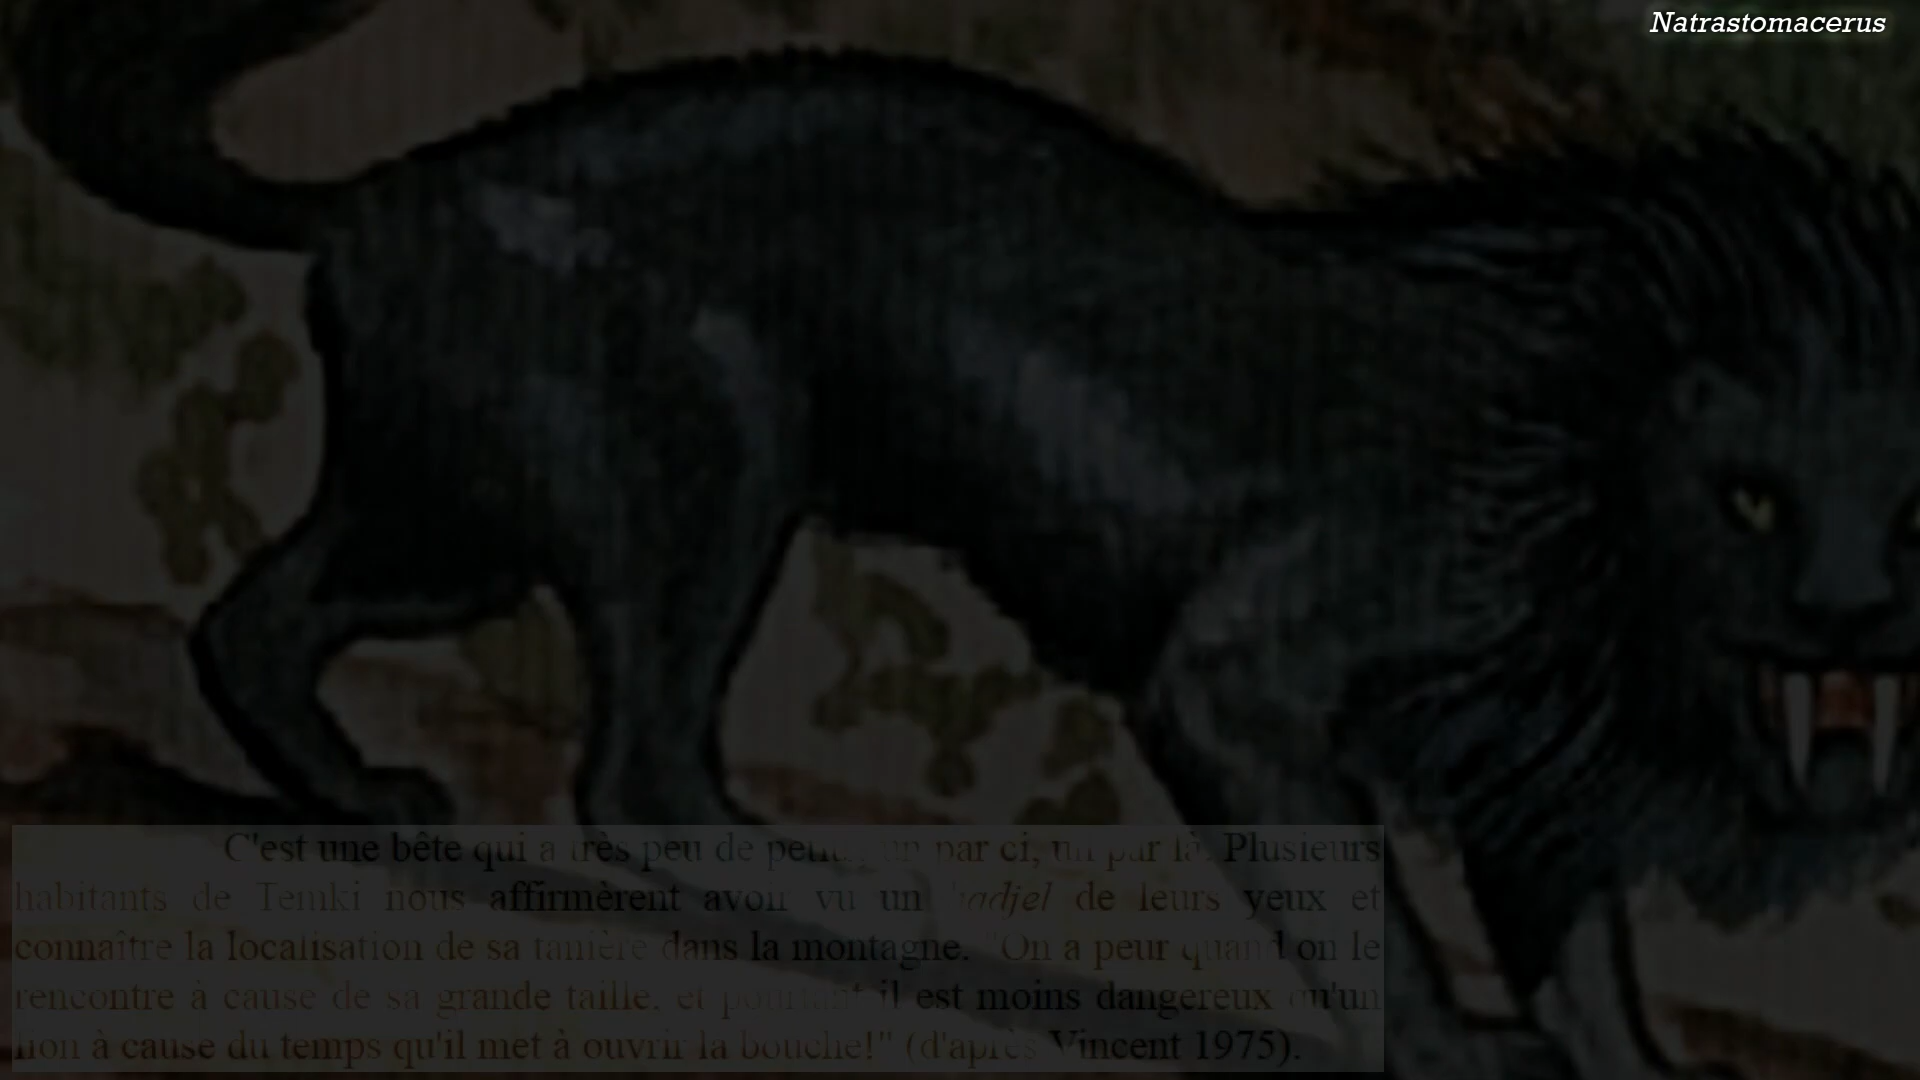 Natrastomacerus
C'est une bête qui a très peu de petits, un par ci, un par là. Plusieurs
habitants de Temki nous affirmèrent avoir vu un hadjel de leurs yeux et
connaître la localisation de sa tanière dans la montagne. "On a peur quand on le
rencontre à cause de sa grande taille, et pourtant il est moins dangereux qu'un
lion à cause du temps qu'il met à ouvrir la bouche!" (d'après Vincent 1975).